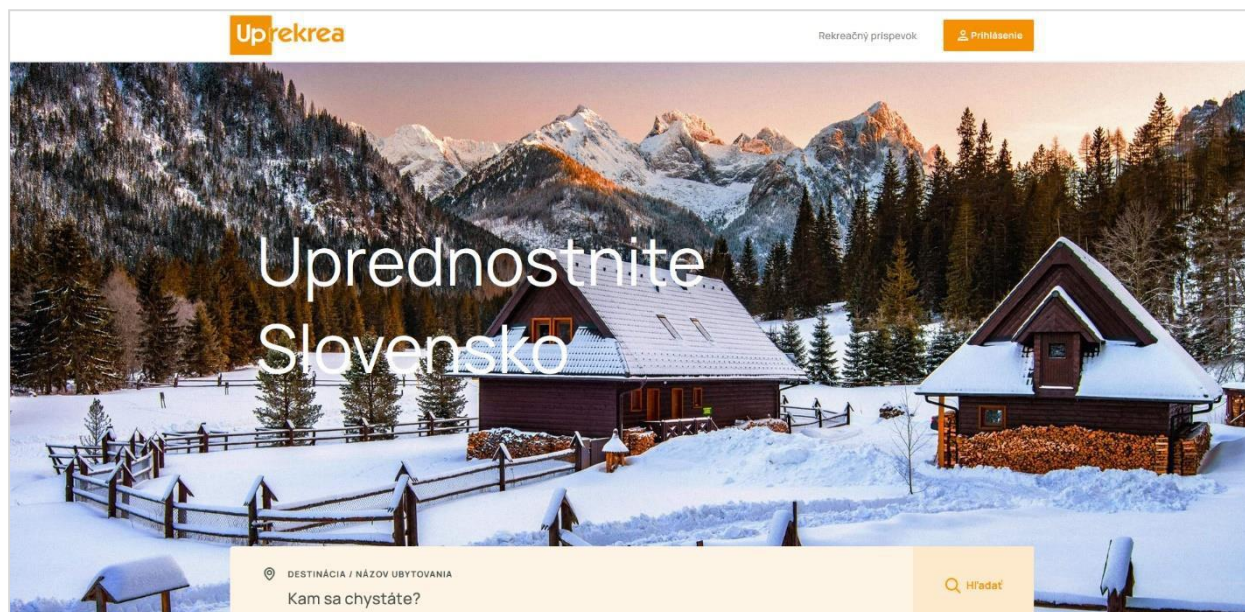 Uprekrea
Rekreačný príspevok
Prihlásenie
Uprednostnite
Slovensko
DESTINÁCIA / NÁZOV UBYTOVANIA
Kam sa chystáte?
Hľadať